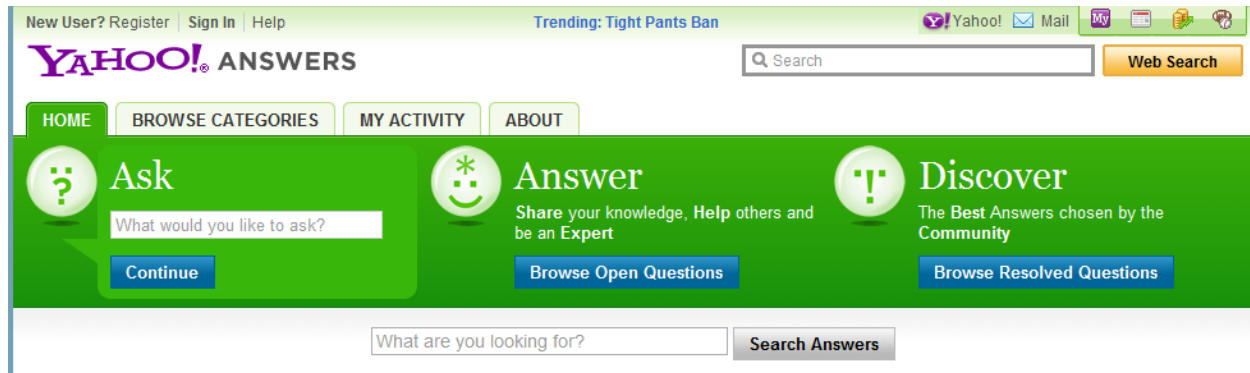 New User? Register Sign In Help Trending: Tight Pants Ban Yahoo! Mail My
YAHOO! ANSWERS Search Web Search
HOME BROWSE CATEGORIES MY ACTIVITY ABOUT
Ask
What would you like to ask?
Continue
Answer
Share your knowledge, Help others and
be an Expert
Browse Open Questions
Discover
The Best Answers chosen by the
Community
Browse Resolved Questions
What are you looking for? Search Answers